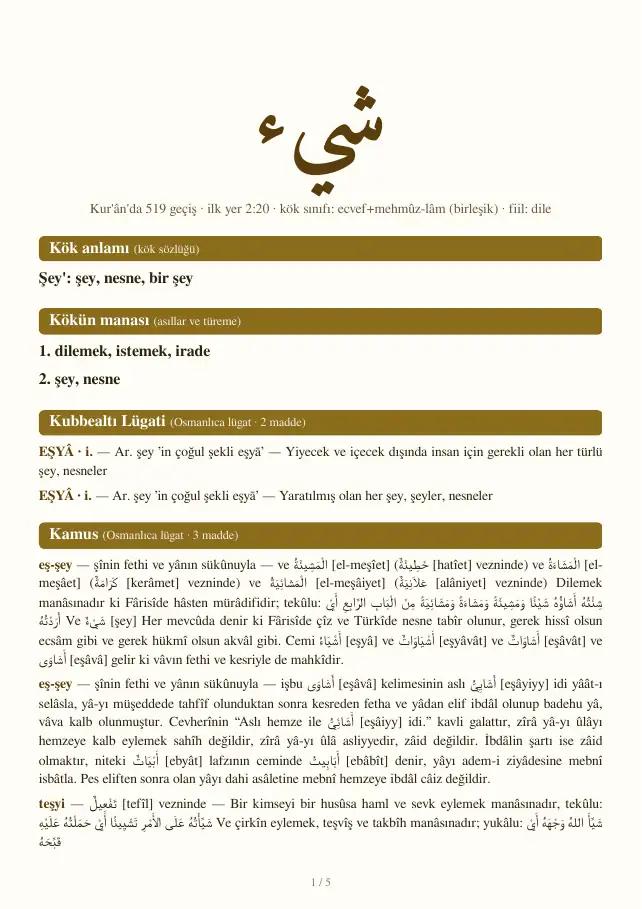 شيء
Kur'ân'da 519 geçiş · ilk yer 2:20 · kök sınıfı: ecvef+mehmûz-lâm (birleşik) · fiil: dile
Kök anlamı (kök sözlüğü)
Şey': şey, nesne, bir şey
Kökün manası (asıllar ve türeme)
1. dilemek, istemek, irade
2. şey, nesne
Kubbealtı Lügati (Osmanlıca lügat · 2 madde)
EŞYÂ · i. — Ar. şey ’in çoğul şekli eşyā’ — Yiyecek ve içecek dışında insan için gerekli olan her türlü
şey, nesneler
EŞYÂ · i. — Ar. şey ’in çoğul şekli eşyā’ — Yaratılmış olan her şey, şeyler, nesneler
Kamus (Osmanlıca lügat · 3 madde)
eş-şey — şînin fethi ve yânın sükûnuyla — ve اَلْمَشِيئَةُ [el-meşîet] (خَطِيئَةٌ [hatîet] vezninde) ve اَلْمَشَاءَةُ [el-
meşâet] (كَرَامَةٌ [kerâmet] vezninde) ve اَلْمَشَائِيَةُ [el-meşâiyet] (عَلاَنِيَةٌ [alâniyet] vezninde) Dilemek
manâsınadır ki Fârisîde hâsten mürâdifidir; tekûlu: شِئْتُهُ أَشَاؤُهُ شَيْئًا وَمَشِيئَةً وَمَشَاءَةً وَمَشَائِيَةً مِنَ الْبَابِ الرَّابِعِ أَيْ
أَرَدْتُهُ Ve شَيْءٌ [şey] Her mevcûda denir ki Fârisîde çîz ve Türkîde nesne tabîr olunur, gerek hissî olsun
ecsâm gibi ve gerek hükmî olsun akvâl gibi. Cemi أَشْيَاءُ [eşyâ] ve أَشْيَاوَاتٌ [eşyâvât] ve أَشَاوَاتٌ [eşâvât] ve
أَشَاوَى [eşâvâ] gelir ki vâvın fethi ve kesriyle de mahkîdir.
eş-şey — şînin fethi ve yânın sükûnuyla — işbu أَشَاوَى [eşâvâ] kelimesinin aslı أَشَايِيُّ [eşâyiyy] idi yâât-ı
selâsla, yâ-yı müşeddede tahfîf olunduktan sonra kesreden fetha ve yâdan elif ibdâl olunup badehu yâ,
vâva kalb olunmuştur. Cevherînin “Aslı hemze ile أَشَائِيُّ [eşâiyy] idi.” kavli galattır, zîrâ yâ-yı ûlâyı
hemzeye kalb eylemek sahîh değildir, zîrâ yâ-yı ûlâ asliyyedir, zâid değildir. İbdâlin şartı ise zâid
olmaktır, niteki أَبْيَاتٌ [ebyât] lafzının ceminde أَبَابِيتُ [ebâbît] denir, yâyı adem-i ziyâdesine mebnî
isbâtla. Pes eliften sonra olan yâyı dahi asâletine mebnî hemzeye ibdâl câiz değildir.
teşyi — تَفْعِيلٌ [tefîl] vezninde — Bir kimseyi bir husûsa haml ve sevk eylemek manâsınadır, tekûlu:
شَيَّأْتُهُ عَلَى الْأَمْرِ تَشْيِيئًا أَيْ حَمَلْتُهُ عَلَيْهِ Ve çirkîn eylemek, teşvîş ve takbîh manâsınadır; yukâlu: شَيَّأَ اللهُ وَجْهَهُ أَيْ
قَبَّحَهُ
1 / 5